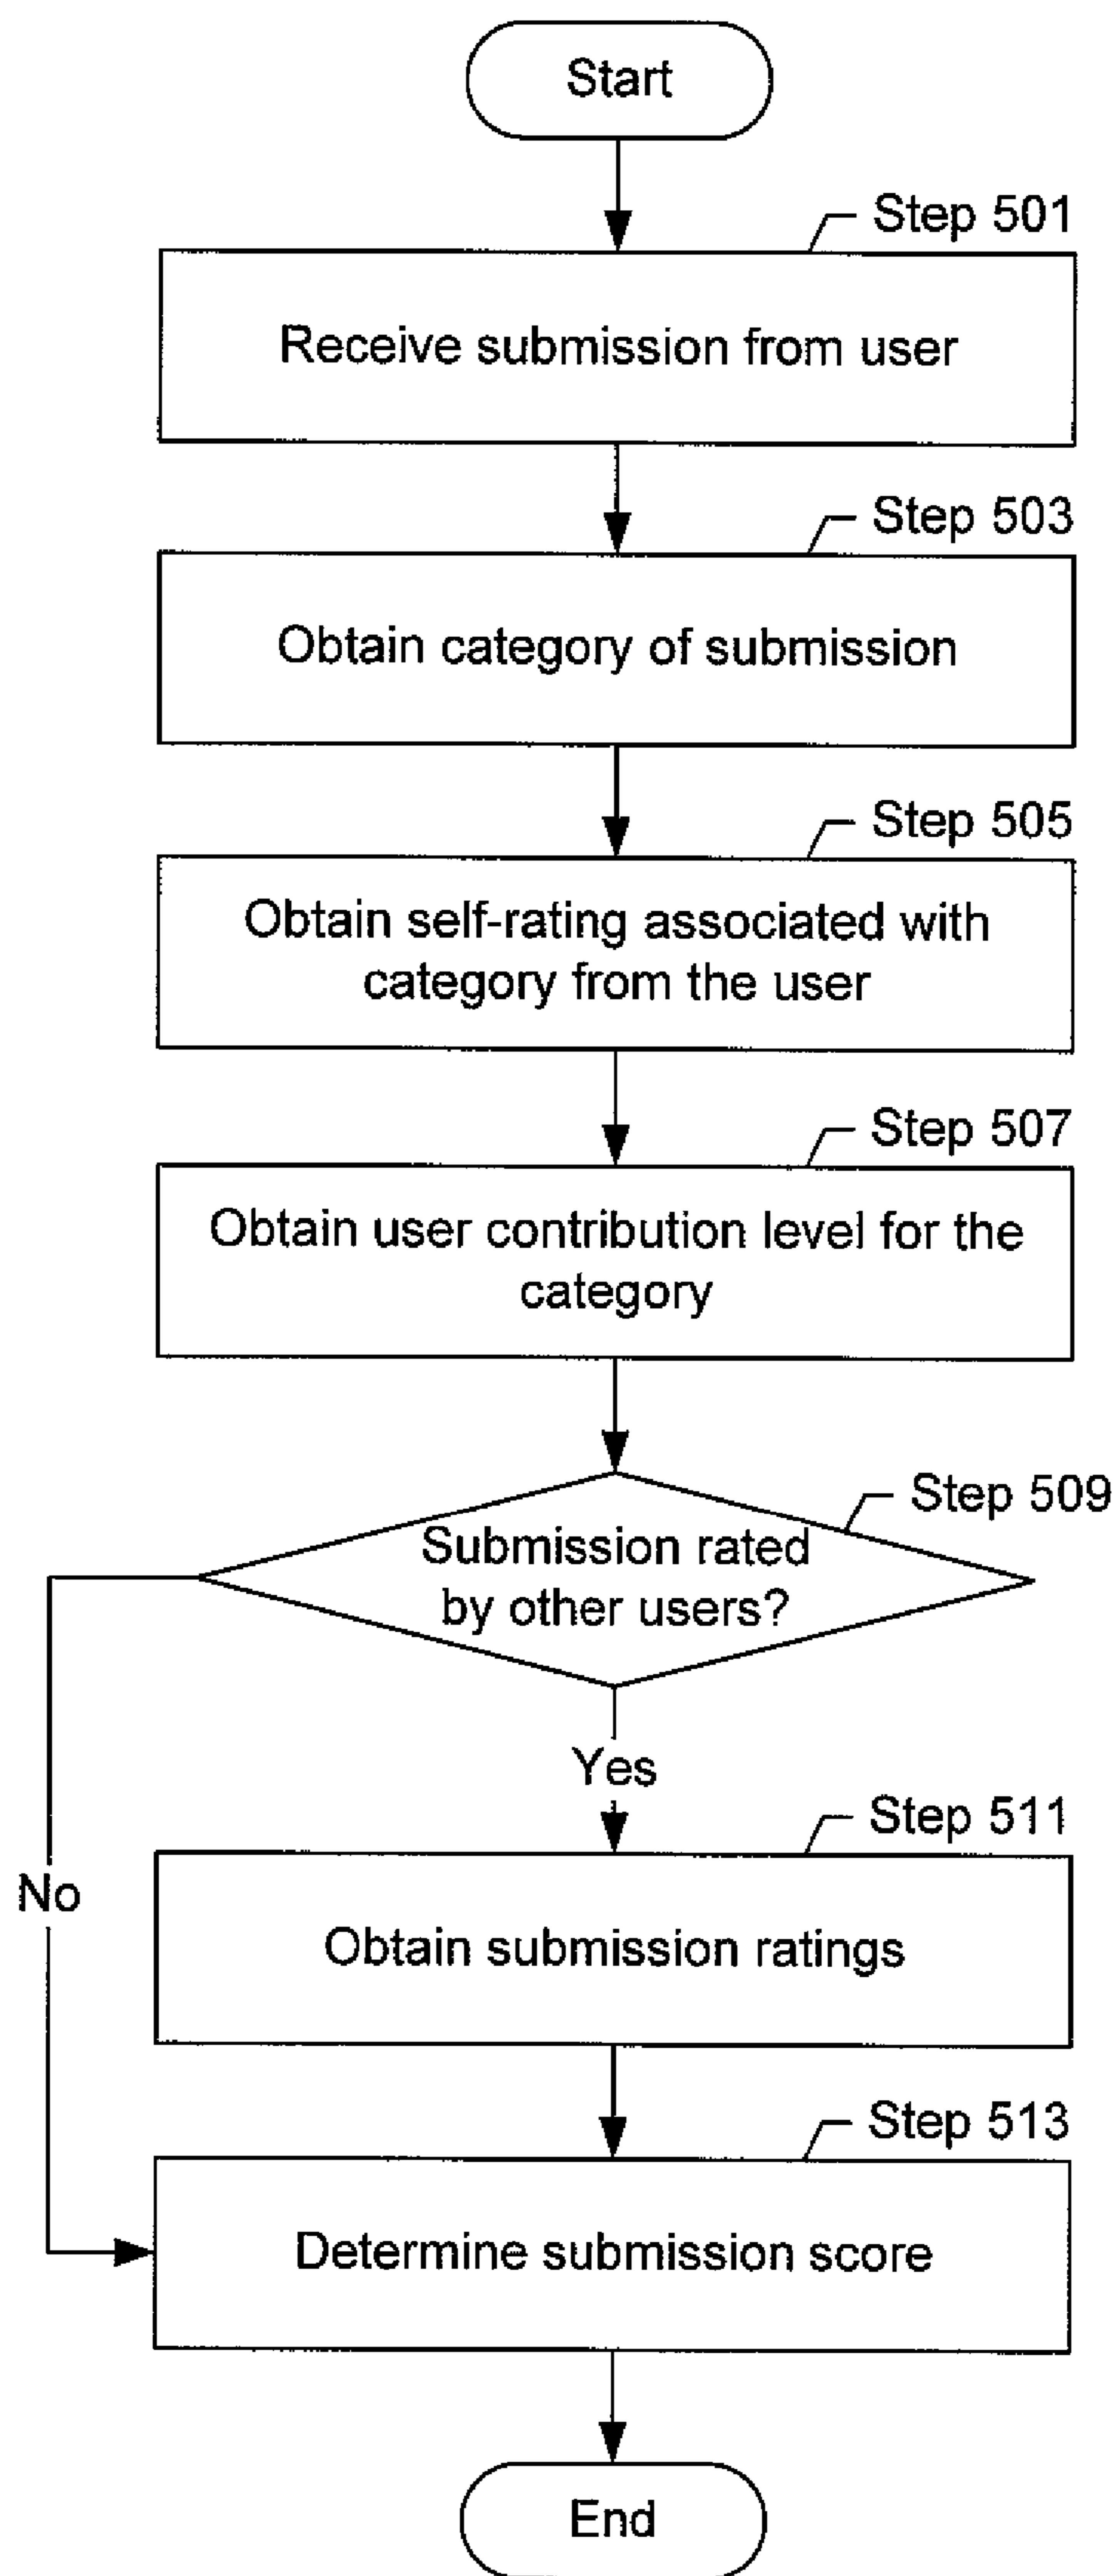 Start
Step 501
Receive submission from user
Step 503
Obtain category of submission
Step 505
Obtain self-rating associated with
category from the user
Step 507
Obtain user contribution level for the
category
Step 509
Submission rated
by other users?
Yes
Step 511
No
Obtain submission ratings
Step 513
Determine submission score
End